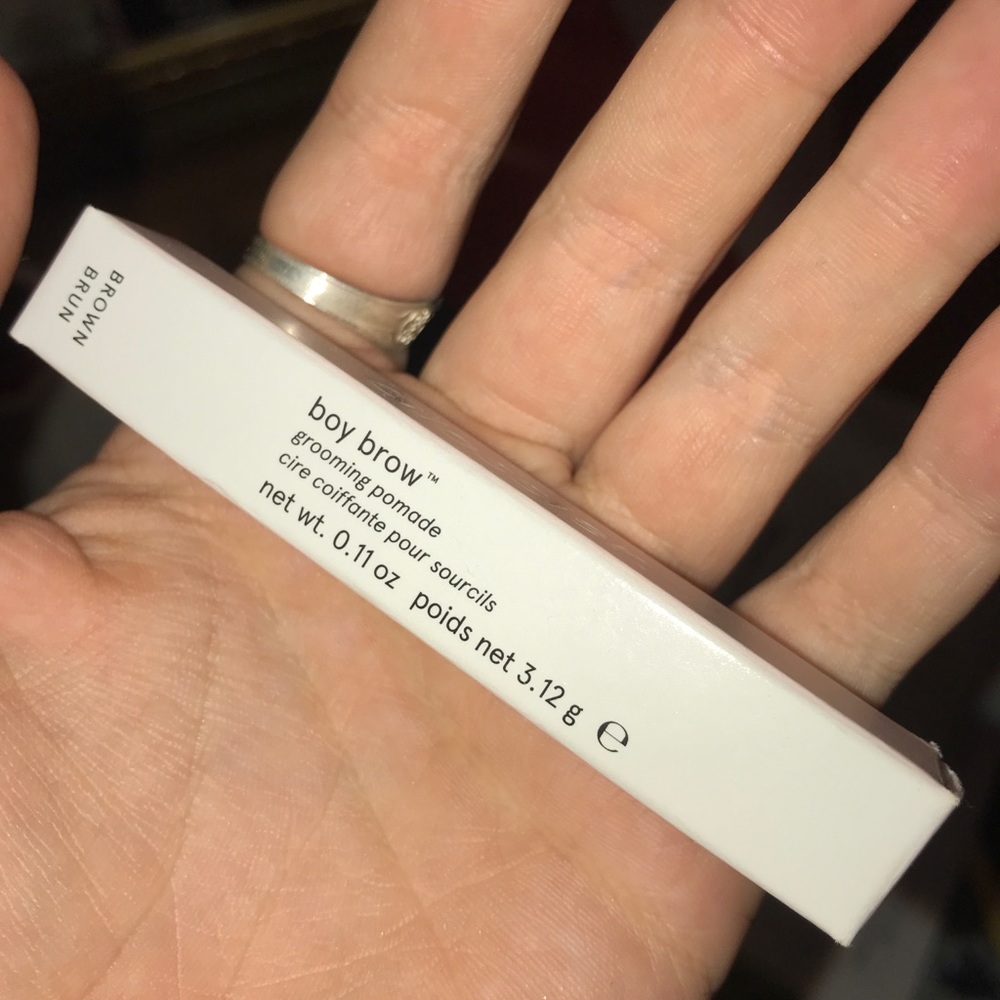 BROWN
BRUN
boy brow™
grooming pomade
cire coiffante pour sourcils
net wt. 0.11 oz poids net 3.12 g ℮